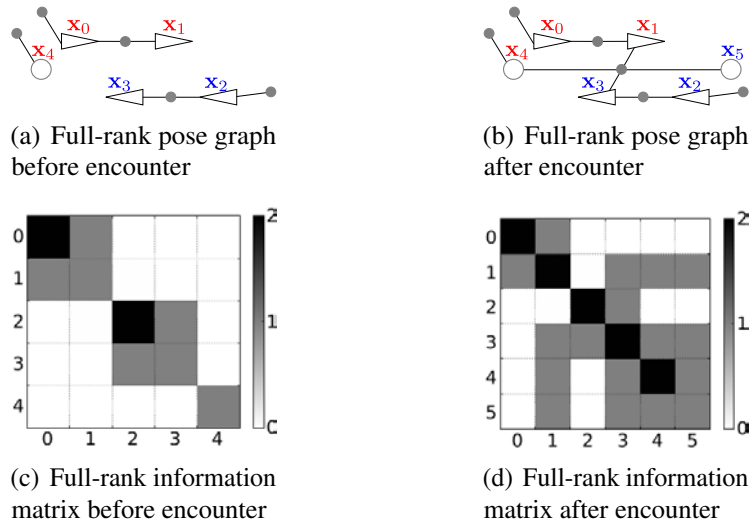 x0 x1
x4
x3 x2
x0 x1
x4 x5
x3 x2
(a) Full-rank pose graph
before encounter
(b) Full-rank pose graph
after encounter
2
1
0
0
1
2
3
4
0 1 2 3 4
2
1
0
0
1
2
3
4
5
0 1 2 3 4 5
(c) Full-rank information
matrix before encounter
(d) Full-rank information
matrix after encounter